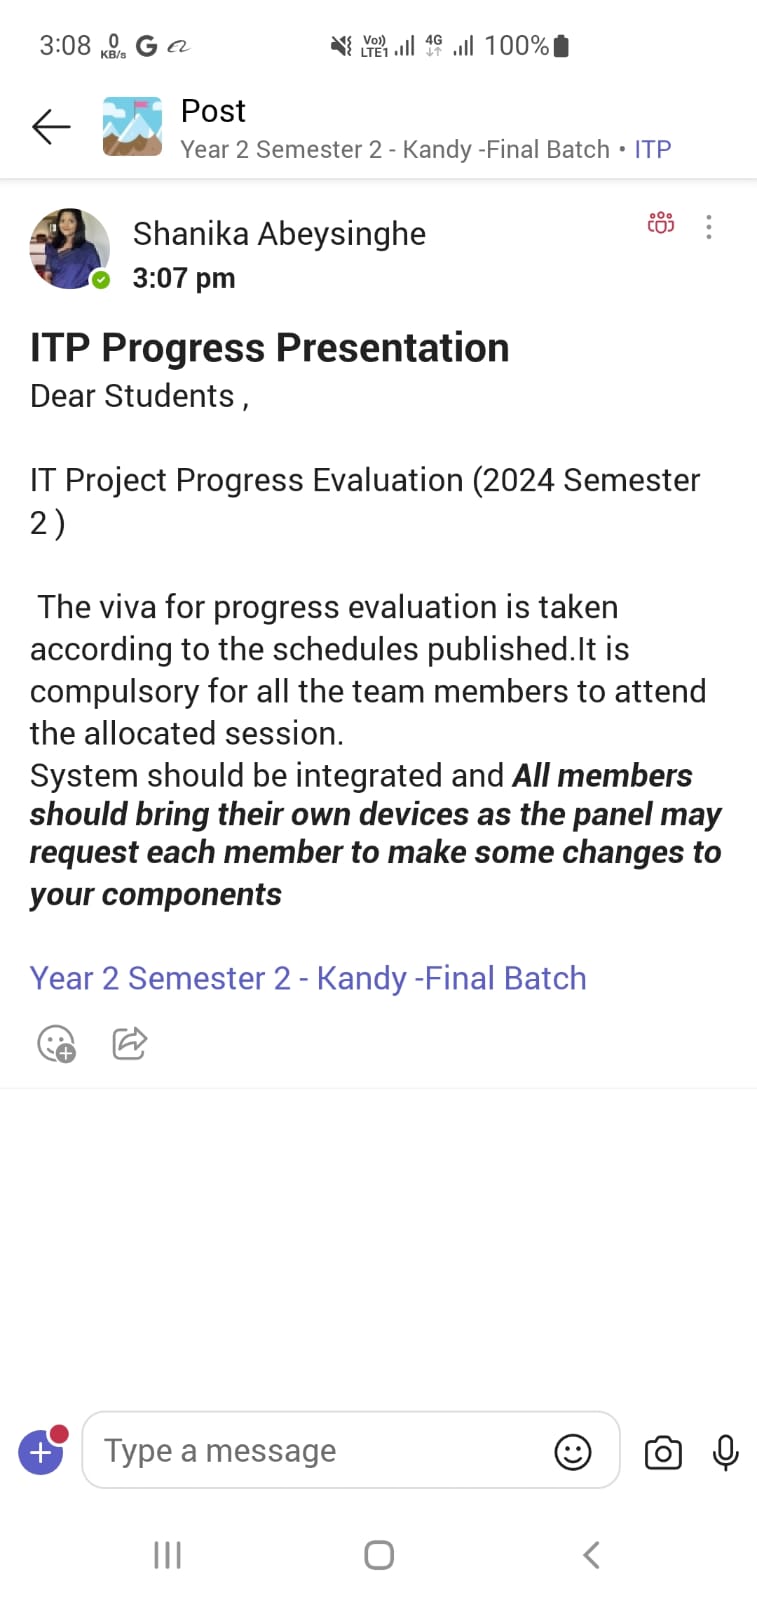 3:08 0 KB/s G Vo)) LTE1 4G 100%
Post
Year 2 Semester 2 - Kandy -Final Batch • ITP
Shanika Abeysinghe
3:07 pm
ITP Progress Presentation
Dear Students ,
IT Project Progress Evaluation (2024 Semester
2 )
The viva for progress evaluation is taken
according to the schedules published.It is
compulsory for all the team members to attend
the allocated session.
System should be integrated and All members
should bring their own devices as the panel may
request each member to make some changes to
your components
Year 2 Semester 2 - Kandy -Final Batch
Type a message